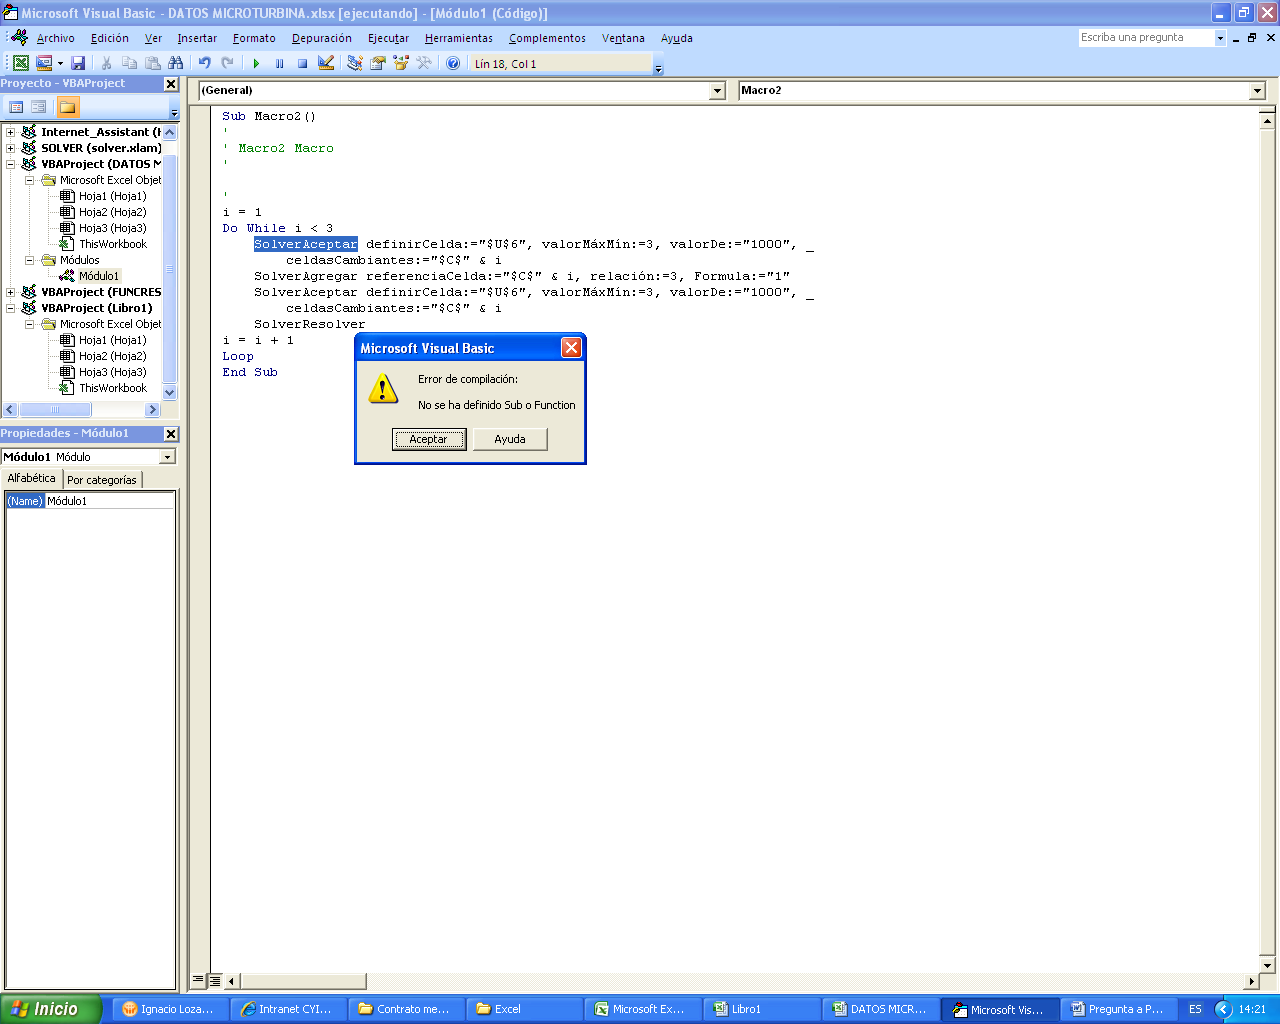 Microsoft Visual Basic - DATOS MICROTURBINA.xlsx [ejecutando] - [Módulo1 (Código)]
Archivo Edición Ver Insertar Formato Depuración Ejecutar Herramientas Complementos Ventana Ayuda
Escriba una pregunta
Lín 18, Col 1
Proyecto - VBAProject
Internet_Assistant (
SOLVER (solver.xlam)
VBAProject (DATOS M
Microsoft Excel Objet
Hoja1 (Hoja1)
Hoja2 (Hoja2)
Hoja3 (Hoja3)
ThisWorkbook
Módulos
Módulo1
VBAProject (FUNCRES
VBAProject (Libro1)
Microsoft Excel Objet
Hoja1 (Hoja1)
Hoja2 (Hoja2)
Hoja3 (Hoja3)
ThisWorkbook
Propiedades - Módulo1
Módulo1 Módulo
Alfabética Por categorías
(Name) Módulo1
(General) Macro2
Sub Macro2()
'
' Macro2 Macro
'
'
i = 1
Do While i < 3
SolverAceptar definirCelda:="$U$6", valorMáxMín:=3, valorDe:="1000", _
celdasCambiantes:="$C$" & i
SolverAgregar referenciaCelda:="$C$" & i, relación:=3, Formula:="1"
SolverAceptar definirCelda:="$U$6", valorMáxMín:=3, valorDe:="1000", _
celdasCambiantes:="$C$" & i
SolverResolver
i = i + 1
Loop
End Sub
Microsoft Visual Basic
Error de compilación:
No se ha definido Sub o Function
Aceptar Ayuda
Inicio Ignacio Loza... Intranet CYI... Contrato me... Excel Microsoft Ex... Libro1 DATOS MICR... Microsoft Vis... Pregunta a P... ES 14:21